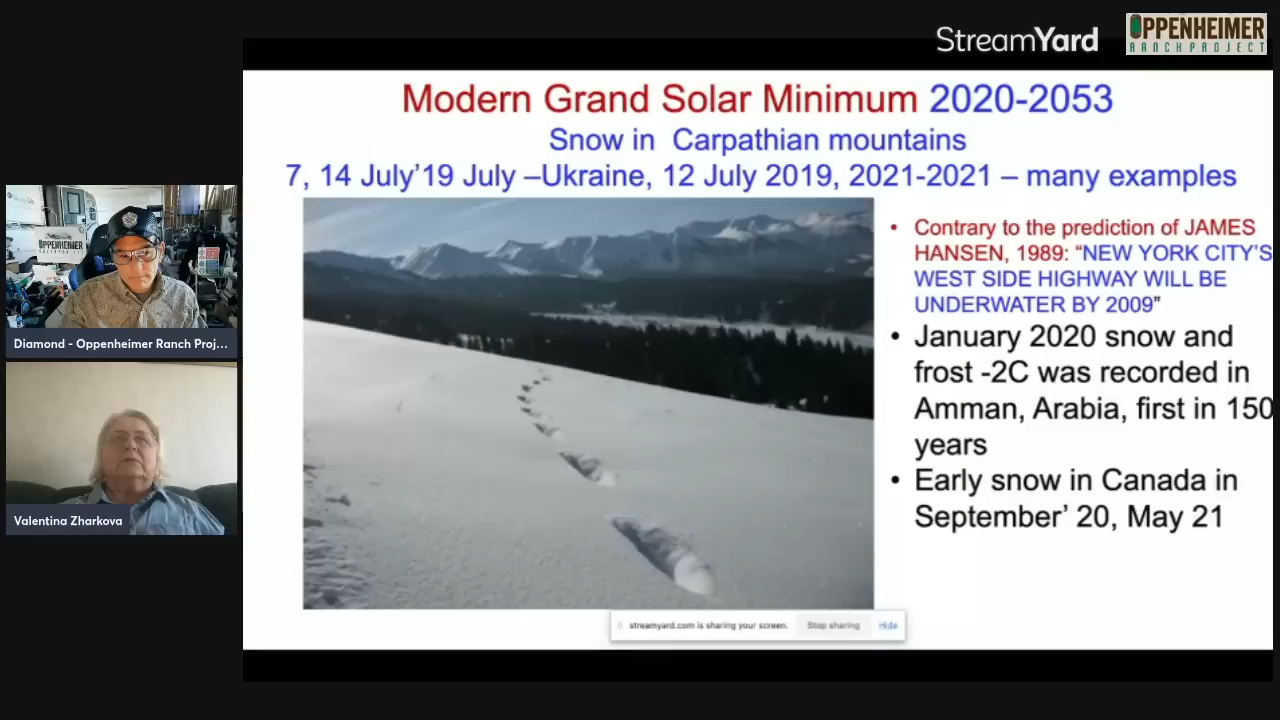 StreamYard
OPPENHEIMER
RANCH PROJECT
Modern Grand Solar Minimum 2020-2053
Snow in Carpathian mountains
7, 14 July’19 July –Ukraine, 12 July 2019, 2021-2021 – many examples
• Contrary to the prediction of JAMES
HANSEN, 1989: “NEW YORK CITY’S
WEST SIDE HIGHWAY WILL BE
UNDERWATER BY 2009”
• January 2020 snow and
frost -2C was recorded in
Amman, Arabia, first in 150
years
• Early snow in Canada in
September’ 20, May 21
OPPENHEIMER
Diamond - Oppenheimer Ranch Proj...
Valentina Zharkova
streamyard.com is sharing your screen.
Stop sharing
Hide